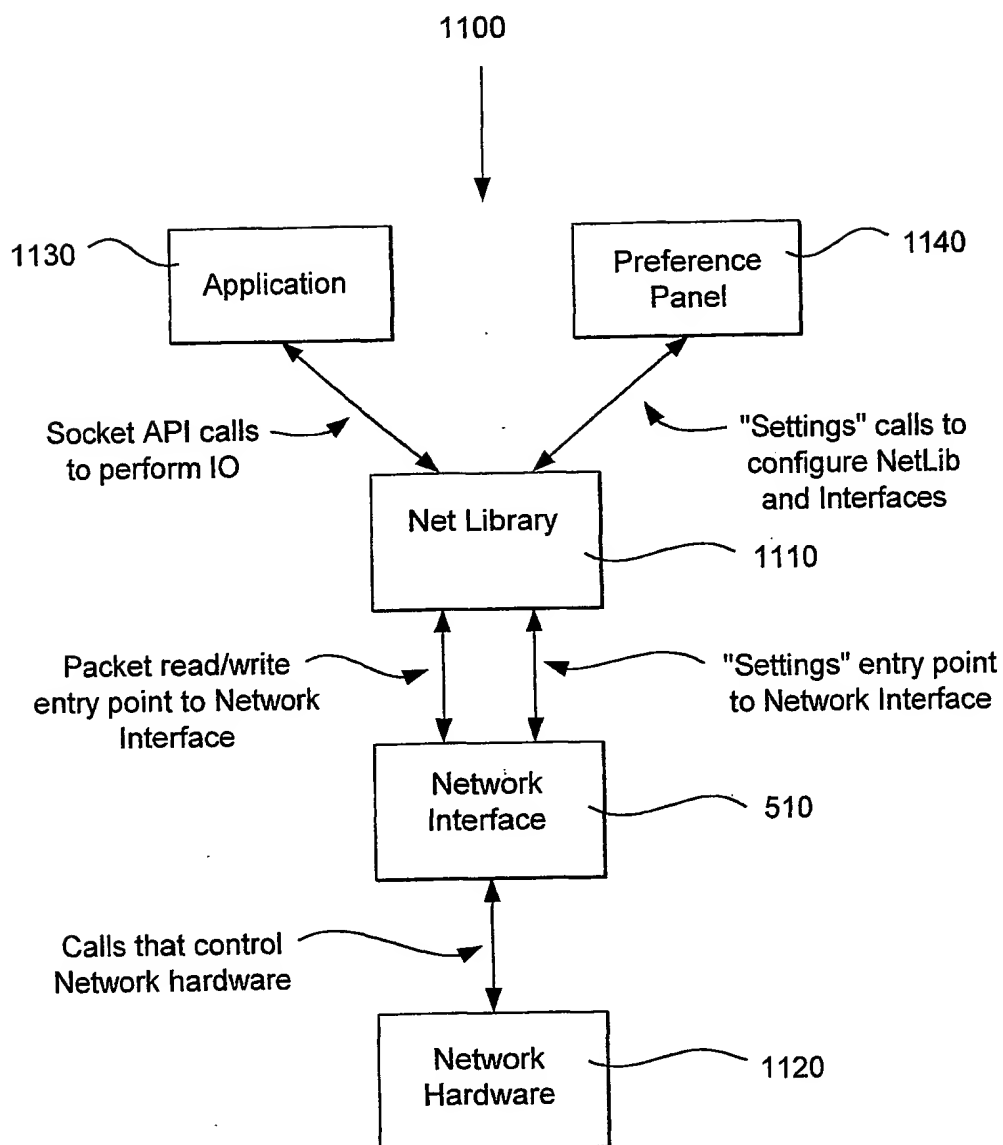 1100
1130
Application
Preference
Panel
1140
Socket API calls
to perform IO
"Settings" calls to
configure NetLib
and Interfaces
Net Library
1110
Packet read/write
entry point to Network
Interface
"Settings" entry point
to Network Interface
Network
Interface
510
Calls that control
Network hardware
Network
Hardware
1120